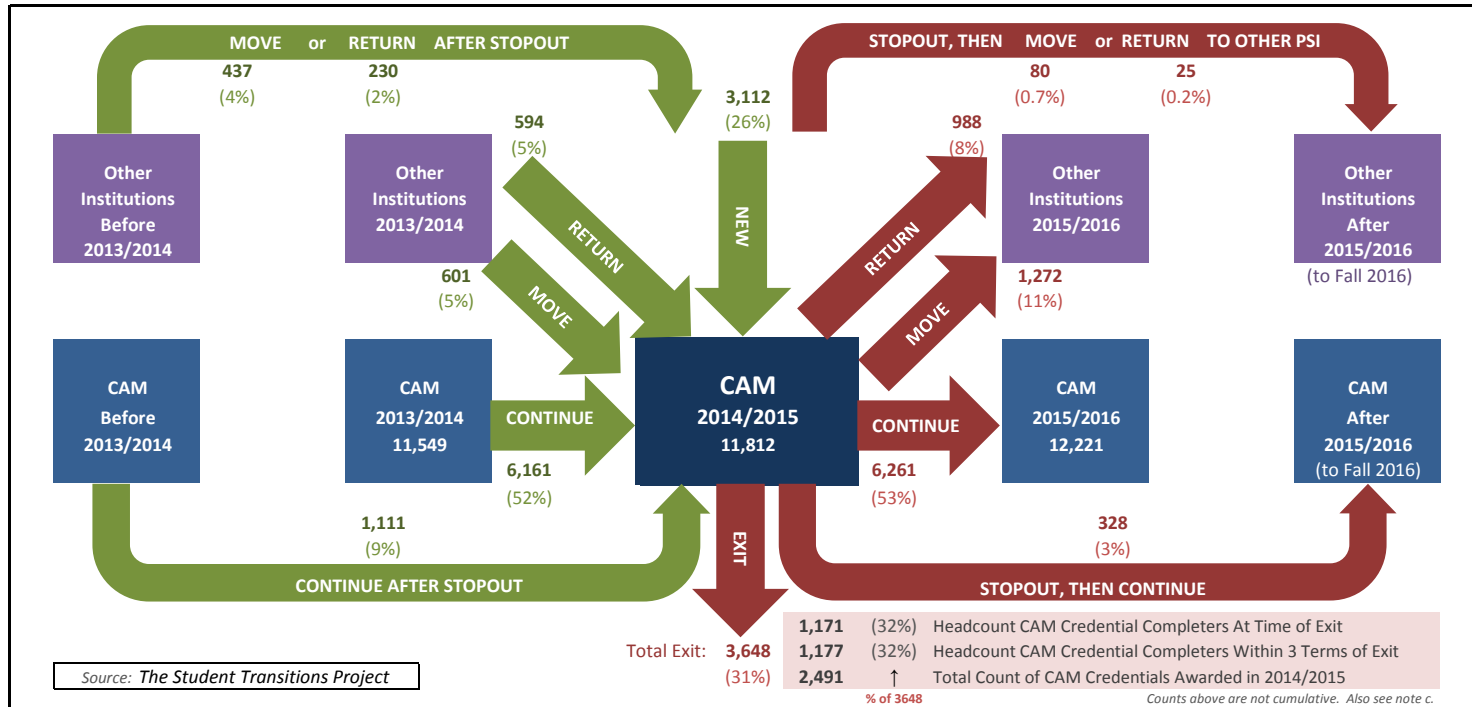 MOVE or RETURN AFTER STOPOUT
437 230
(4%) (2%)
STOPOUT, THEN MOVE or RETURN TO OTHER PSI
80 25
(0.7%) (0.2%)
3,112
(26%)
594
(5%)
988
(8%)
Other
Institutions
Before
2013/2014
Other
Institutions
2013/2014
RETURN
NEW
RETURN
Other
Institutions
2015/2016
Other
Institutions
After
2015/2016
(to Fall 2016)
601
(5%)
MOVE
MOVE
1,272
(11%)
CAM
Before
2013/2014
CAM
2013/2014
11,549
CONTINUE
6,161
(52%)
CAM
2014/2015
11,812
CONTINUE
6,261
(53%)
CAM
2015/2016
12,221
CAM
After
2015/2016
(to Fall 2016)
1,111
(9%)
CONTINUE AFTER STOPOUT
EXIT
328
(3%)
STOPOUT, THEN CONTINUE
Total Exit: 3,648
(31%)
1,171 (32%) Headcount CAM Credential Completers At Time of Exit
1,177 (32%) Headcount CAM Credential Completers Within 3 Terms of Exit
2,491 ↑ Total Count of CAM Credentials Awarded in 2014/2015
% of 3648
Counts above are not cumulative. Also see note c.
Source: The Student Transitions Project